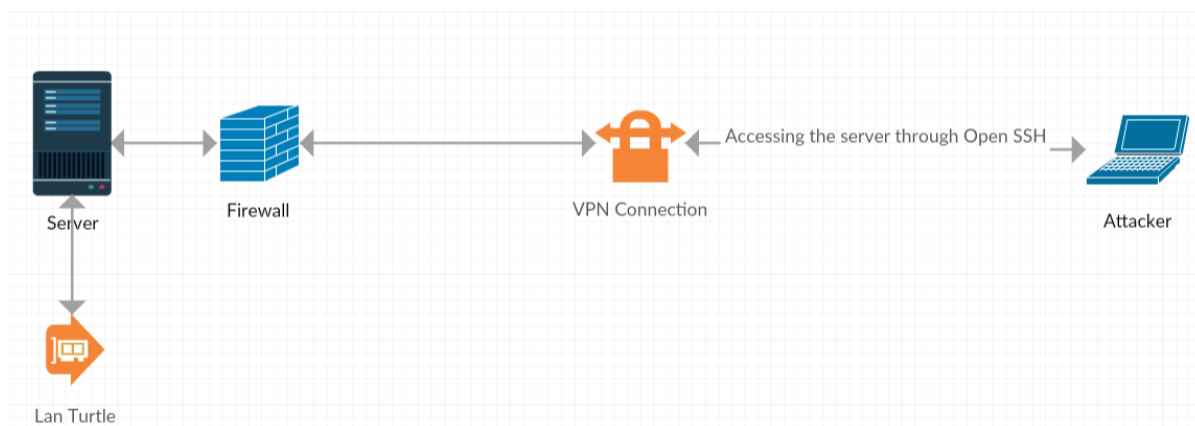 Accessing the server through Open SSH
Server
Firewall
VPN Connection
Attacker
Lan Turtle